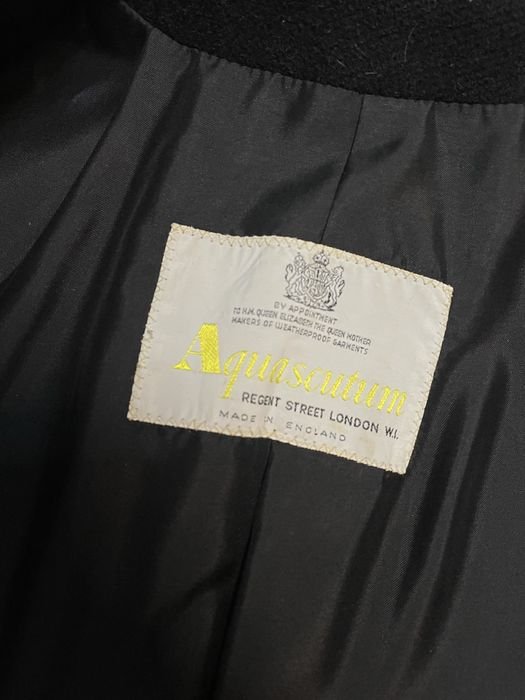 BY APPOINTMENT
TO H.M. QUEEN ELIZABETH THE QUEEN MOTHER
MAKERS OF WEATHERPROOF GARMENTS
Aquascutum
REGENT STREET LONDON W.I.
MADE IN ENGLAND